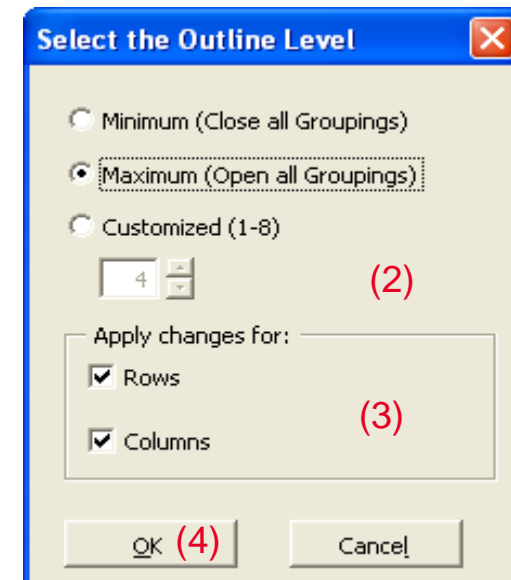 Select the Outline Level
Minimum (Close all Groupings)
Maximum (Open all Groupings)
Customized (1-8)
4 (2)
Apply changes for:
Rows
(3)
Columns
OK (4) Cancel